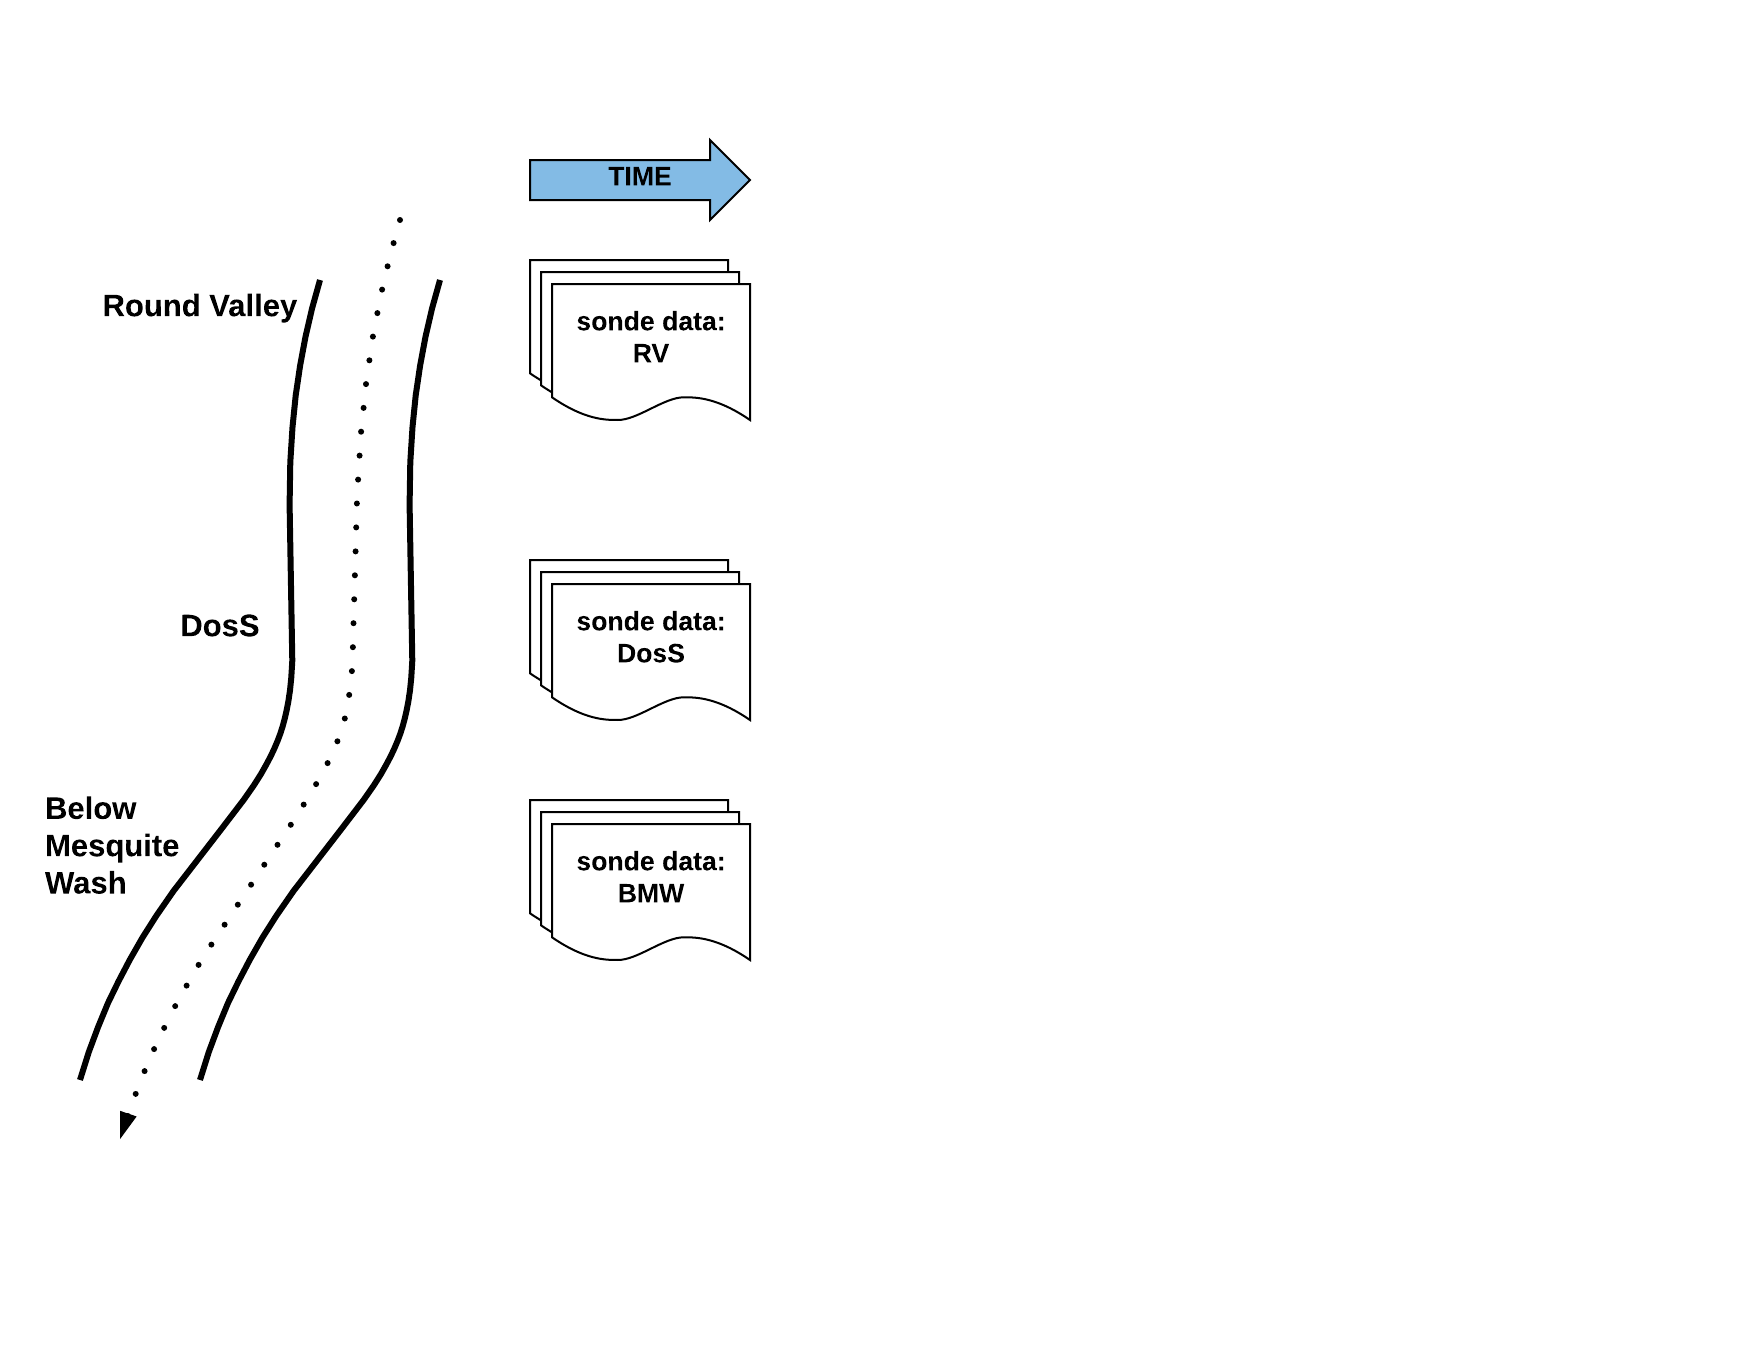 TIME
Round Valley
sonde data:
RV
DosS
sonde data:
DosS
Below
Mesquite
Wash
sonde data:
BMW